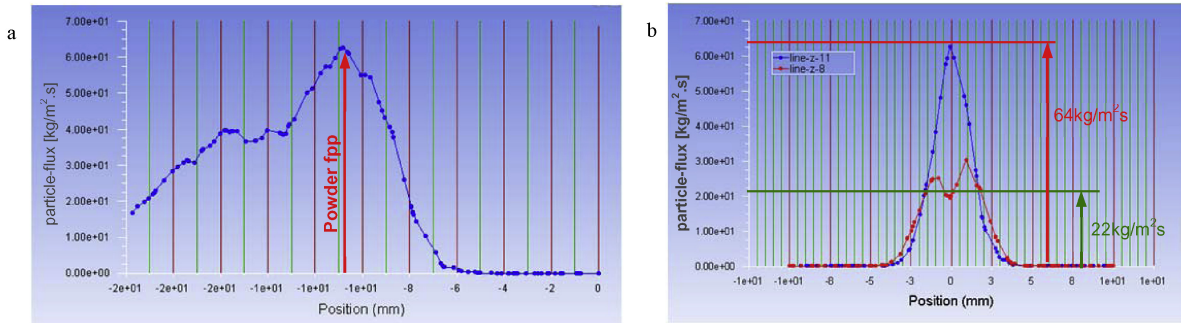 a
7.00e+01
6.00e+01
5.00e+01
4.00e+01
3.00e+01
2.00e+01
1.00e+01
0.00e+00
particle-flux [kg/m².s]
Powder fpp
-2e+01 -2e+01 -2e+01 -1e+01 -1e+01 -1e+01 -8 -6 -4 -2 0
Position (mm)
b
7.00e+01
6.00e+01
5.00e+01
4.00e+01
3.00e+01
2.00e+01
1.00e+01
0.00e+00
particle-flux [kg/m².s]
line-z-11
line-z-8
64kg/m²s
22kg/m²s
-1e+01 -1e+01 -8 -5 -3 0 3 5 8 1e+01 1e+01
Position (mm)